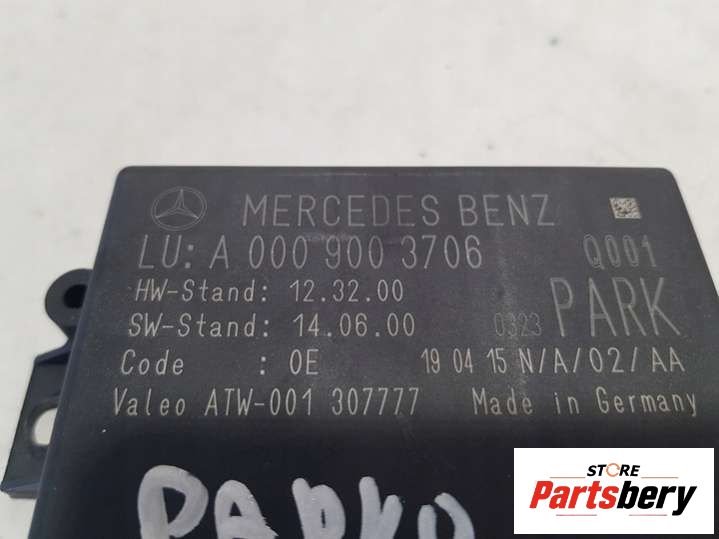 MERCEDES BENZ
LU: A 000 900 3706 Q001
HW-Stand: 12.32.00
SW-Stand: 14.06.00 0323 PARK
Code : 0E 19 04 15 N/A/02/AA
Valeo ATW-001 307777 Made in Germany
STORE
Partsbery